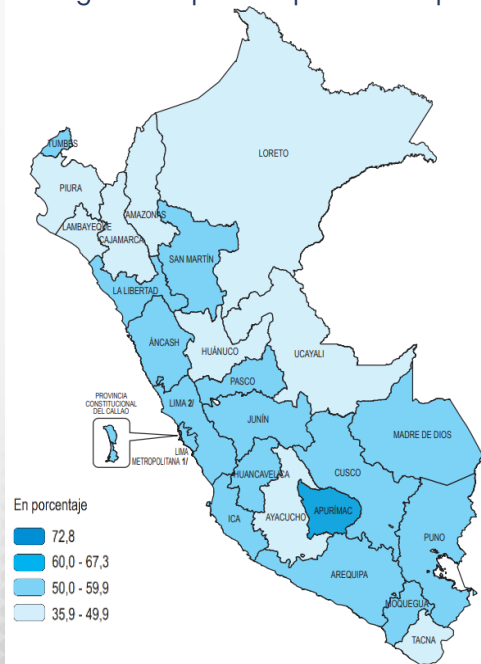 TUMBES
LORETO
PIURA
AMAZONAS
LAMBAYEQUE
CAJAMARCA
SAN MARTÍN
LA LIBERTAD
ÁNCASH
HUÁNUCO
UCAYALI
PASCO
PROVINCIA
CONSTITUCIONAL
DEL CALLAO
LIMA 2/
JUNÍN
MADRE DE DIOS
LIMA
METROPOLITANA 1/
CUSCO
HUANCAVELICA
ICA
AYACUCHO
APURÍMAC
PUNO
AREQUIPA
MOQUEGUA
TACNA
En porcentaje
72,8
60,0 - 67,3
50,0 - 59,9
35,9 - 49,9